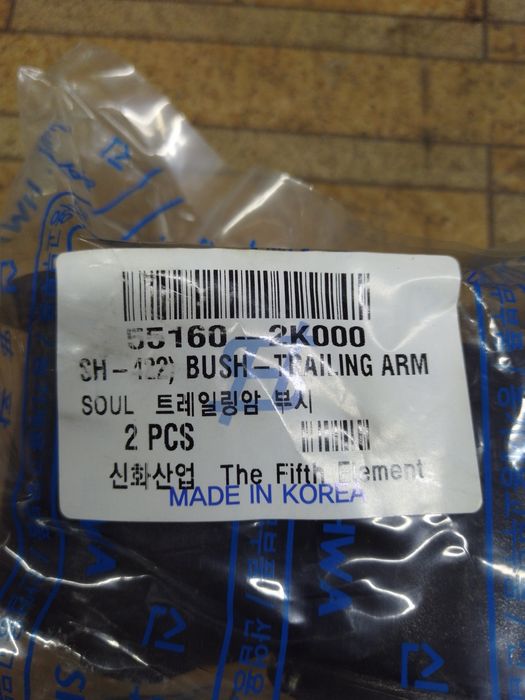 55160-2K000
SH-422) BUSH-TRAILING ARM
SOUL 트레일링암 부시
2 PCS
신화산업 The Fifth Element
MADE IN KOREA